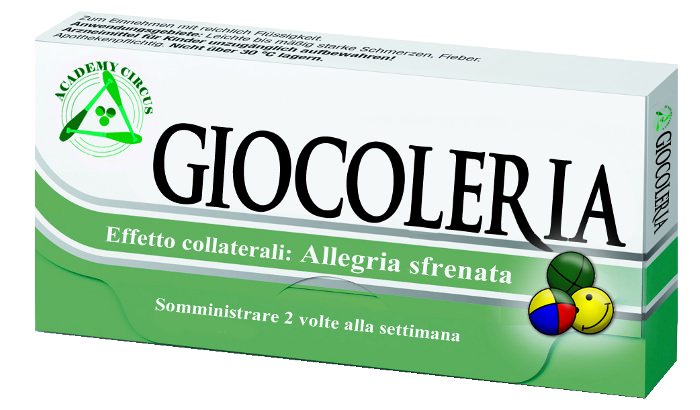 Zum Einnehmen mit reichlich Flüssigkeit.
Anwendungsgebiete: Leichte bis mäßig starke Schmerzen, Fieber.
Arzneimittel für Kinder unzugänglich aufbewahren!
Apothekenpflichtig. Nicht über 30 °C lagern.
ACADEMY CIRCUS
GIOCOLERIA
GIOCOLERIA
Effetto collaterali: Allegria sfrenata
Somministrare 2 volte alla settimana